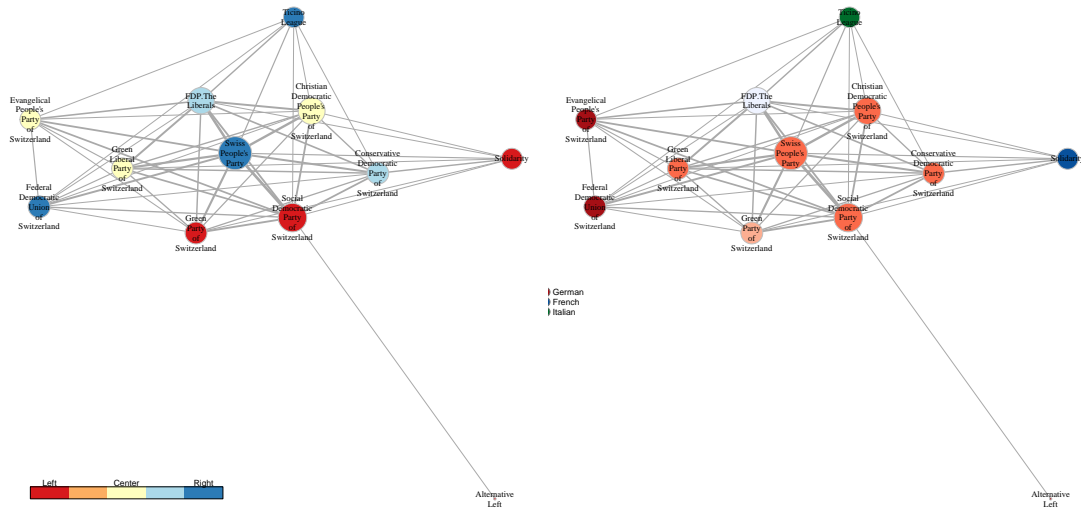 Ticino
League
FDP.The
Liberals
Christian
Democratic
People's
Party
of
Switzerland
Evangelical
People's
Party
of
Switzerland
Green
Liberal
Party
of
Switzerland
Swiss
People's
Party
Conservative
Democratic
Party
of
Switzerland
Solidarity
Federal
Democratic
Union
of
Switzerland
Green
Party
of
Switzerland
Social
Democratic
Party
of
Switzerland
Alternative
Left
Left
Center
Right
Ticino
League
FDP.The
Liberals
Christian
Democratic
People's
Party
of
Switzerland
Evangelical
People's
Party
of
Switzerland
Green
Liberal
Party
of
Switzerland
Swiss
People's
Party
Conservative
Democratic
Party
of
Switzerland
Solidarity
Federal
Democratic
Union
of
Switzerland
Green
Party
of
Switzerland
Social
Democratic
Party
of
Switzerland
German
French
Italian
Alternative
Left